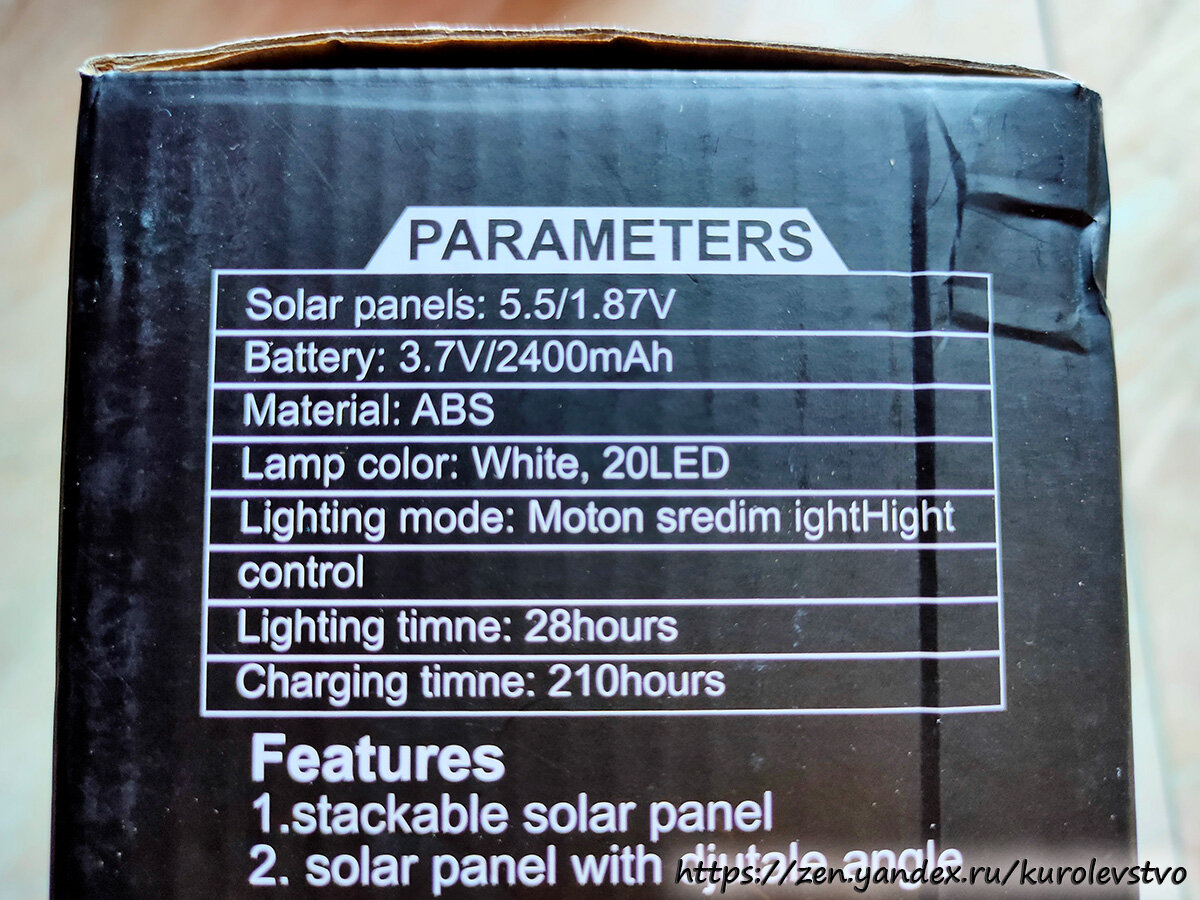 PARAMETERS
Solar panels: 5.5/1.87V
Battery: 3.7V/2400mAh
Material: ABS
Lamp color: White, 20LED
Lighting mode: Moton sredim ightHight
control
Lighting timne: 28hours
Charging timne: 210hours
Features
1.stackable solar panel
2. solar panel with djutale angle
https://zen.yandex.ru/kurolevstvo